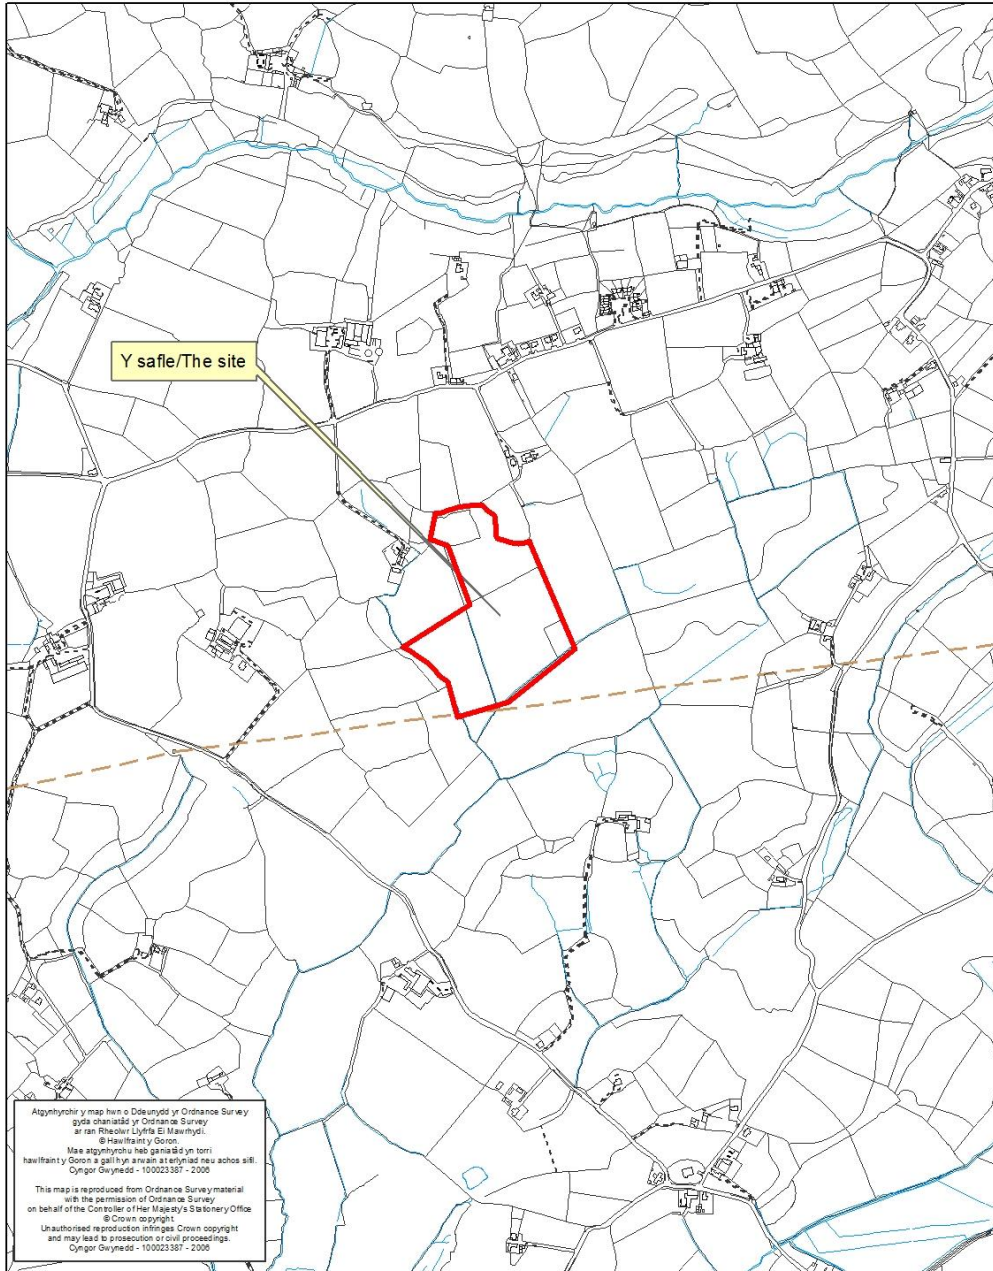 Y safle/The site
Atgynhyrchir y map hwn o Ddeunydd yr Ordnance Survey
gyda chaniatâd yr Ordnance Survey
ar ran Rheolwr Llyfrfa Ei Mawrhydi.
© Hawlfraint y Goron.
Mae atgynhyrchu heb ganiatâd yn torri
hawlfraint y Goron a gall hyn arwain at erlyniad neu achos sifil.
Cyngor Gwynedd - 100023387 - 2006
This map is reproduced from Ordnance Survey material
with the permission of Ordnance Survey
on behalf of the Controller of Her Majesty's Stationery Office
© Crown copyright.
Unauthorised reproduction infringes Crown copyright
and may lead to prosecution or civil proceedings.
Cyngor Gwynedd - 100023387 - 2006